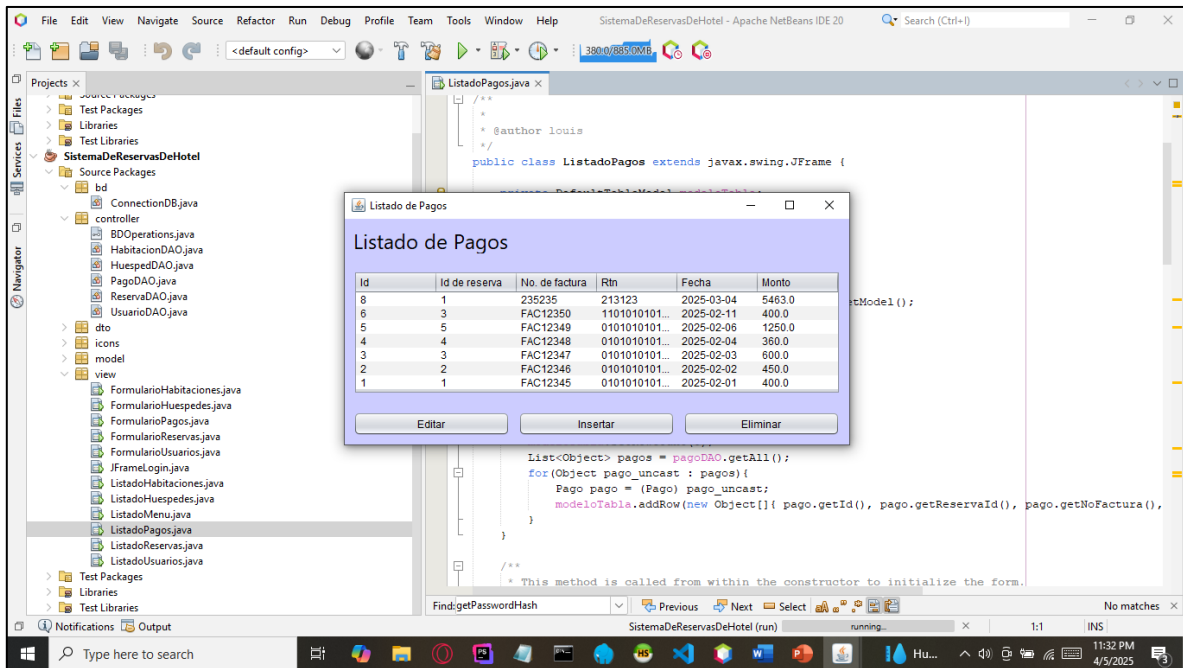 File Edit View Navigate Source Refactor Run Debug Profile Team Tools Window Help SistemaDeReservasDeHotel - Apache NetBeans IDE 20 Search (Ctrl+I)
<default config> 380.0/885.0MB
Projects ListadoPagos.java
Files
Services
Navigator
Test Packages
Libraries
Test Libraries
SistemaDeReservasDeHotel
Source Packages
bd
ConnectionDB.java
controller
BDOperations.java
HabitacionDAO.java
HuespedDAO.java
PagoDAO.java
ReservaDAO.java
UsuarioDAO.java
dto
icons
model
view
FormularioHabitaciones.java
FormularioHuespedes.java
FormularioPagos.java
FormularioReservas.java
FormularioUsuarios.java
JFrameLogin.java
ListadoHabitaciones.java
ListadoHuespedes.java
ListadoMenu.java
ListadoPagos.java
ListadoReservas.java
ListadoUsuarios.java
Test Packages
Libraries
Test Libraries
/**
*
* @author louis
*/
public class ListadoPagos extends javax.swing.JFrame {
Listado de Pagos
Listado de Pagos
Id Id de reserva No. de factura Rtn Fecha Monto
8 1 235235 213123 2025-03-04 5463.0
6 3 FAC12350 1101010101... 2025-02-11 400.0
5 5 FAC12349 0101010101... 2025-02-06 1250.0
4 4 FAC12348 0101010101... 2025-02-04 360.0
3 3 FAC12347 0101010101... 2025-02-03 600.0
2 2 FAC12346 0101010101... 2025-02-02 450.0
1 1 FAC12345 0101010101... 2025-02-01 400.0
Editar Insertar Eliminar
etModel();
List<Object> pagos = pagoDAO.getAll();
for(Object pago_uncast : pagos){
Pago pago = (Pago) pago_uncast;
modeloTabla.addRow(new Object[]{ pago.getId(), pago.getReservaId(), pago.getNoFactura(),
}
}
/**
* This method is called from within the constructor to initialize the form.
Find: getPasswordHash Previous Next Select No matches
Notifications Output SistemaDeReservasDeHotel (run) running... 1:1 INS
Type here to search Hu... 11:32 PM
4/5/2025